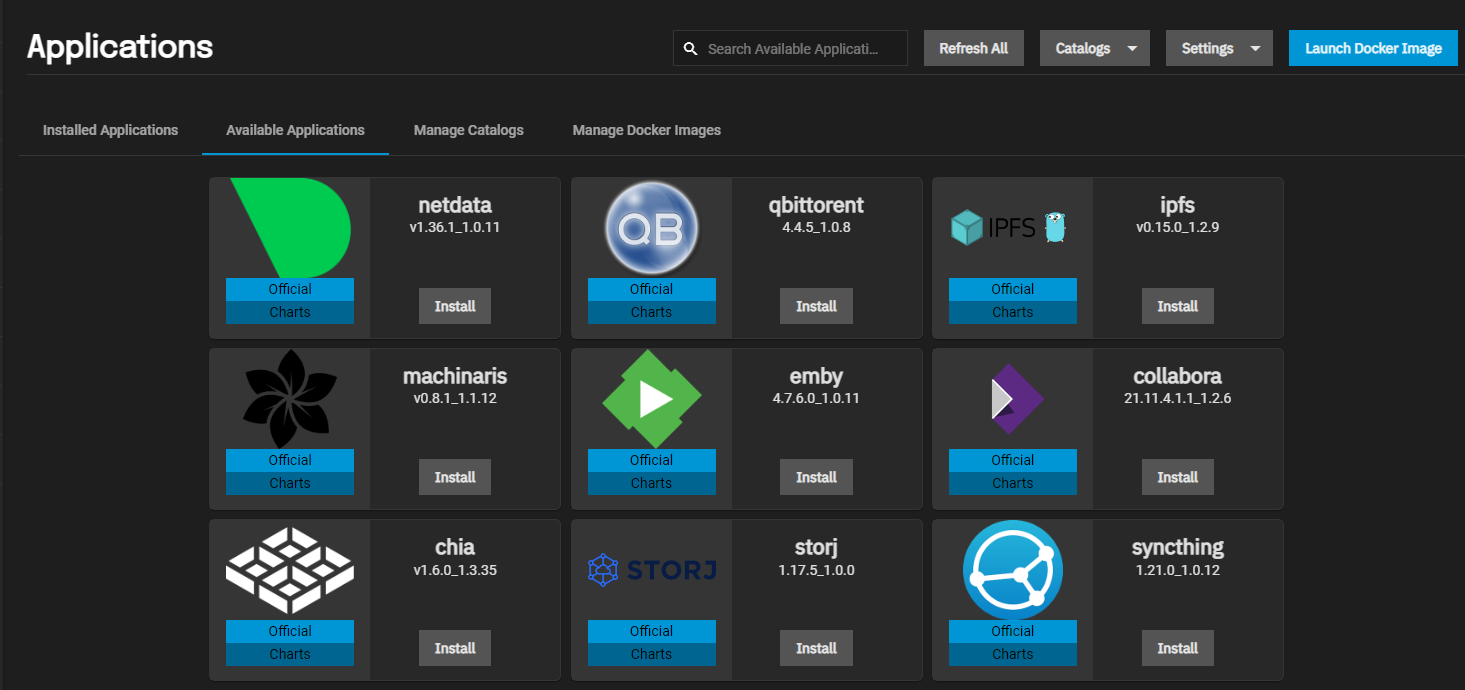 Applications
Search Available Applicati...
Refresh All
Catalogs
Settings
Launch Docker Image
Installed Applications
Available Applications
Manage Catalogs
Manage Docker Images
netdata
v1.36.1_1.0.11
Official
Charts
Install
QB
qbittorent
4.4.5_1.0.8
Official
Charts
Install
IPFS
ipfs
v0.15.0_1.2.9
Official
Charts
Install
machinaris
v0.8.1_1.1.12
Official
Charts
Install
emby
4.7.6.0_1.0.11
Official
Charts
Install
collabora
21.11.4.1.1_1.2.6
Official
Charts
Install
chia
v1.6.0_1.3.35
Official
Charts
Install
STORJ
storj
1.17.5_1.0.0
Official
Charts
Install
syncthing
1.21.0_1.0.12
Official
Charts
Install